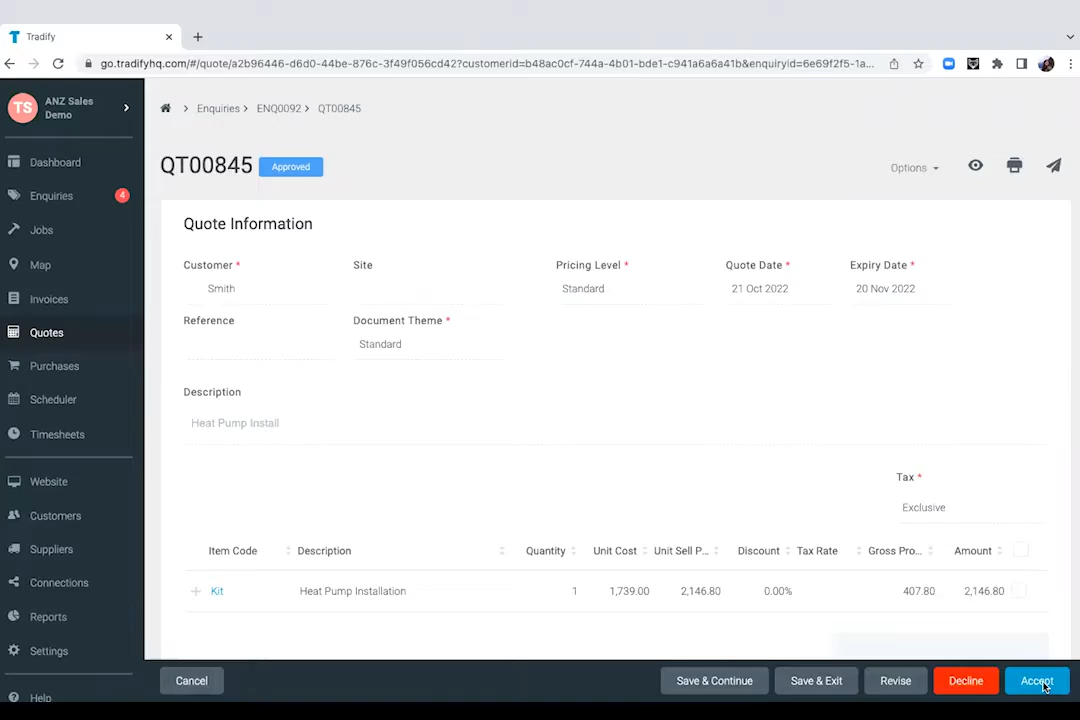 Tradify
go.tradifyhq.com/#/quote/a2b96446-d6d0-44be-876c-3f49f056cd42?customerid=b48ac0cf-744a-4b01-bde1-c941a6a6a41b&enquiryid=6e69f2f5-1a...
TS
ANZ Sales
Demo
Dashboard
Enquiries 4
Jobs
Map
Invoices
Quotes
Purchases
Scheduler
Timesheets
Website
Customers
Suppliers
Connections
Reports
Settings
Help
Enquiries ENQ0092 QT00845
QT00845 Approved
Options
Quote Information
Customer * Site Pricing Level * Quote Date * Expiry Date *
Smith Standard 21 Oct 2022 20 Nov 2022
Reference Document Theme *
Standard
Description
Heat Pump Install
Tax *
Exclusive
Item Code Description Quantity Unit Cost Unit Sell P... Discount Tax Rate Gross Pro... Amount
Kit Heat Pump Installation 1 1,739.00 2,146.80 0.00% 407.80 2,146.80
Cancel Save & Continue Save & Exit Revise Decline Accept